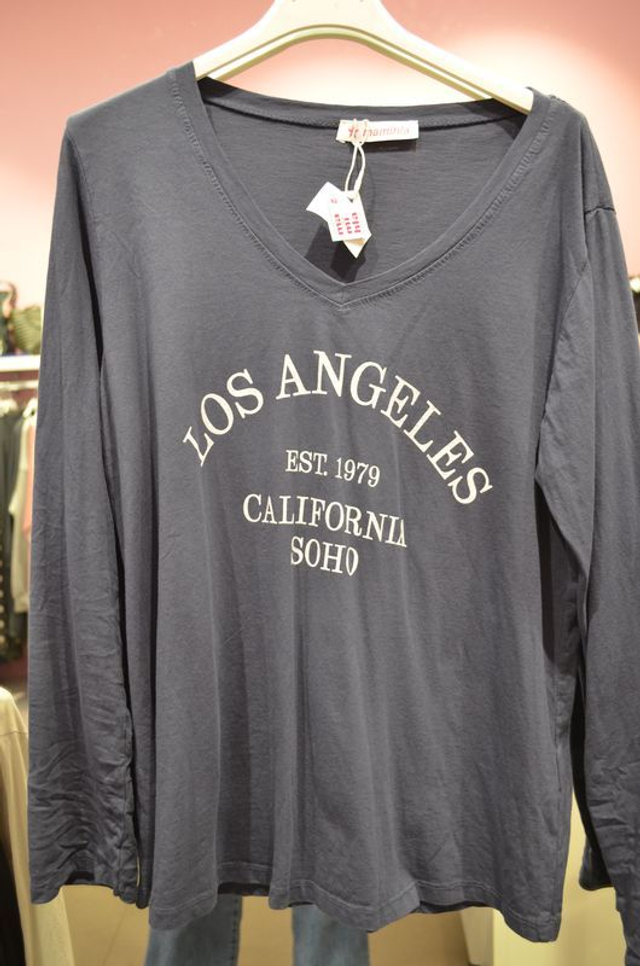 LOS ANGELES
EST. 1979
CALIFORNIA
SOHO